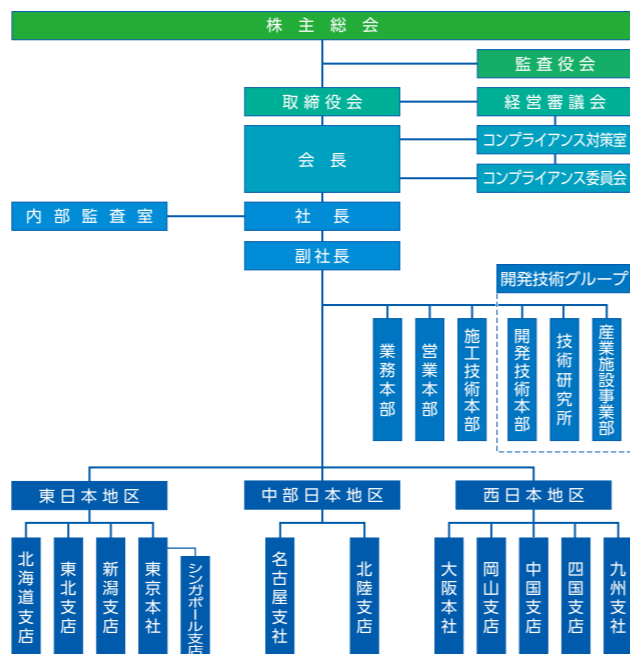 株主総会
監査役会
取締役会
経営審議会
会長
コンプライアンス対策室
コンプライアンス委員会
内部監査室
社長
副社長
開発技術グループ
業務本部
営業本部
施工技術本部
開発技術本部
技術研究所
産業施設事業部
東日本地区
中部日本地区
西日本地区
北海道支店
東北支店
新潟支店
東京本社
シンガポール支店
名古屋支社
北陸支店
大阪本社
岡山支店
中国支店
四国支店
九州支社